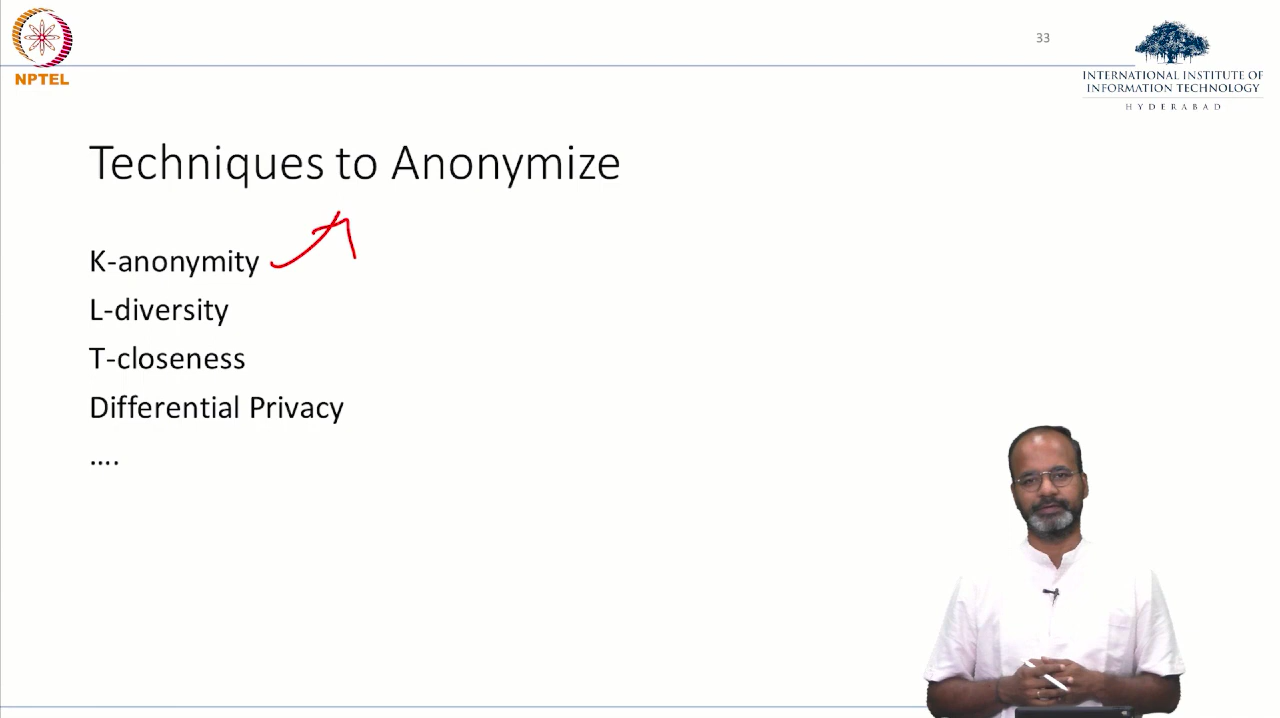 33
NPTEL
INTERNATIONAL INSTITUTE OF
INFORMATION TECHNOLOGY
HYDERABAD
Techniques to Anonymize
K-anonymity
L-diversity
T-closeness
Differential Privacy
....